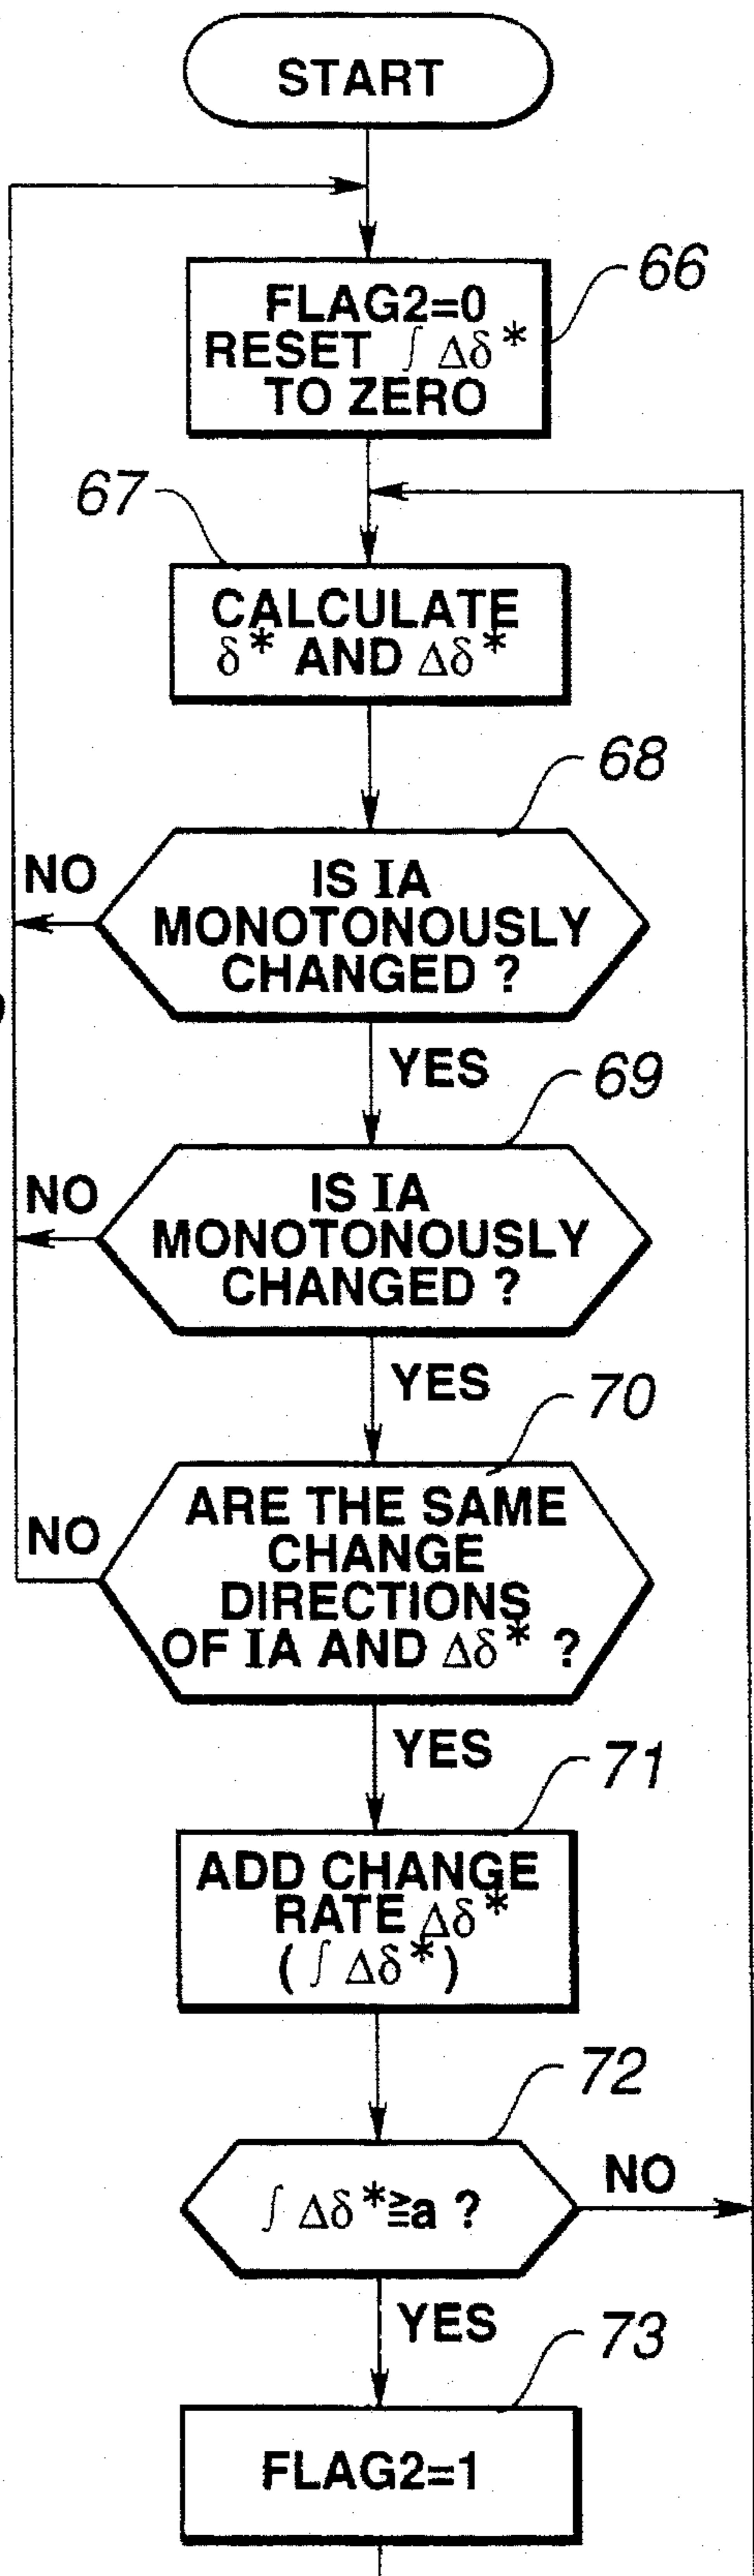 START
66
FLAG2=0
RESET ∫ Δδ*
TO ZERO
67
CALCULATE
δ* AND Δδ*
68
NO
IS IA
MONOTONOUSLY
CHANGED ?
YES
69
NO
IS IA
MONOTONOUSLY
CHANGED ?
YES
70
NO
ARE THE SAME
CHANGE
DIRECTIONS
OF IA AND Δδ* ?
YES
71
ADD CHANGE
RATE Δδ*
( ∫ Δδ* )
72
∫ Δδ*≧a ?
NO
YES
73
FLAG2=1